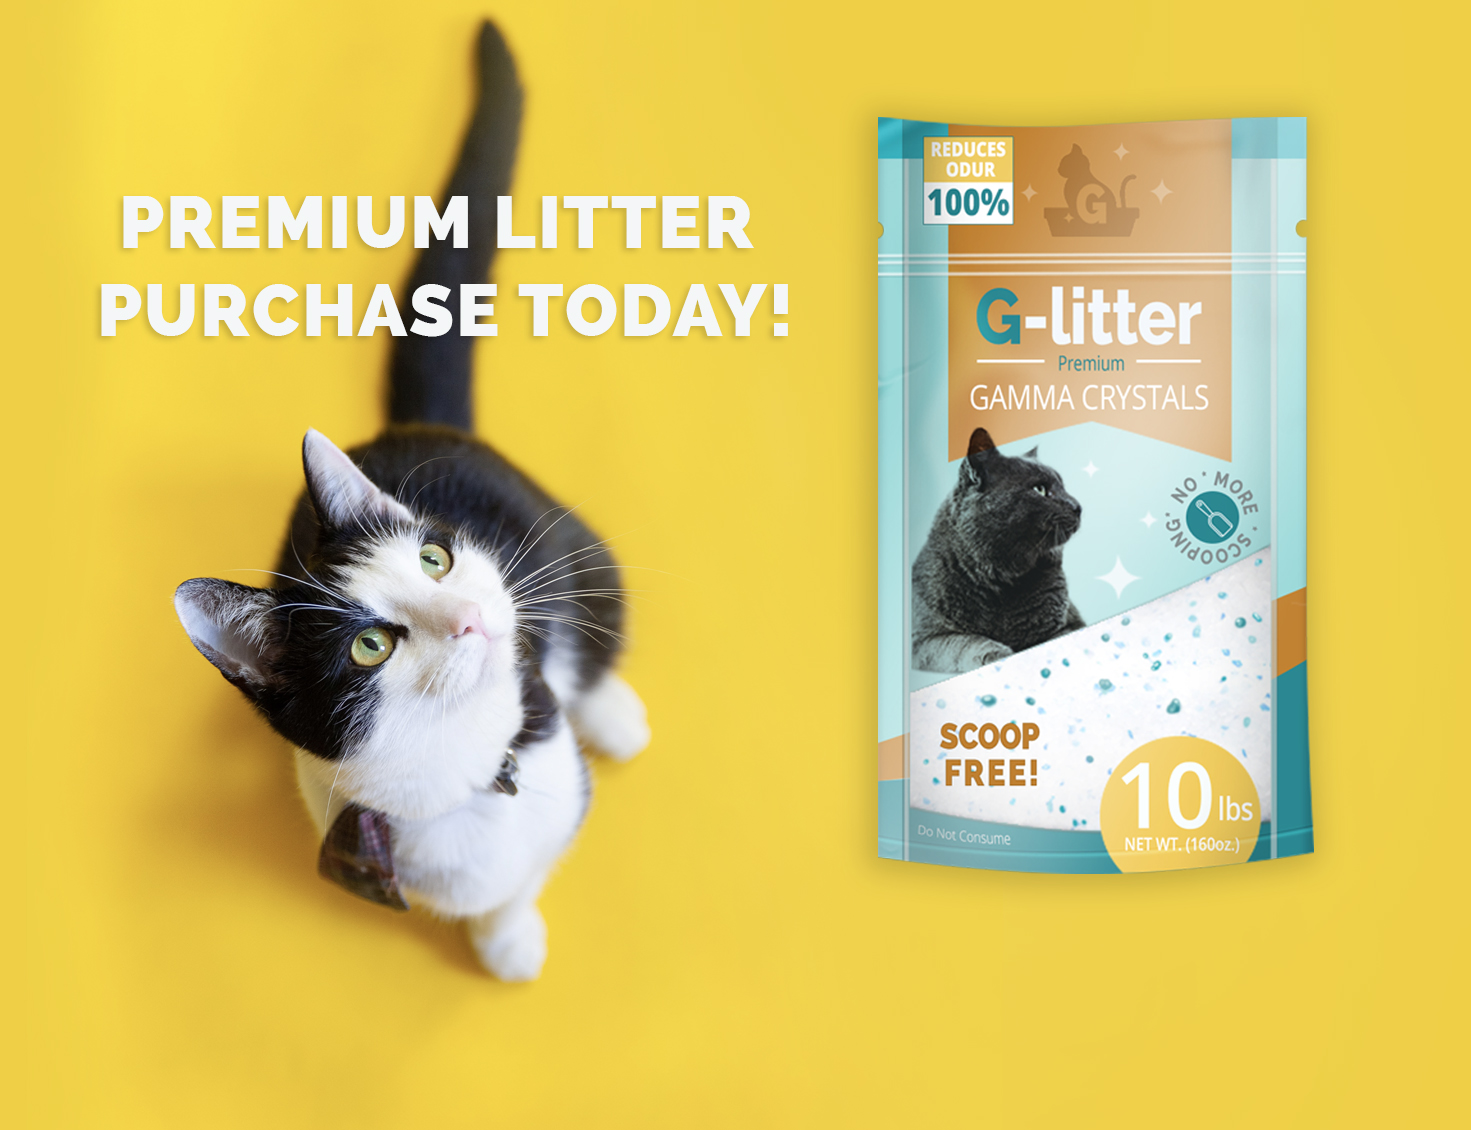 PREMIUM LITTER
PURCHASE TODAY!
REDUCES
ODUR
100%
G
G-litter
Premium
GAMMA CRYSTALS
NO • MORE • SCOOPING •
SCOOP
FREE!
10 lbs
NET WT. (160oz.)
Do Not Consume